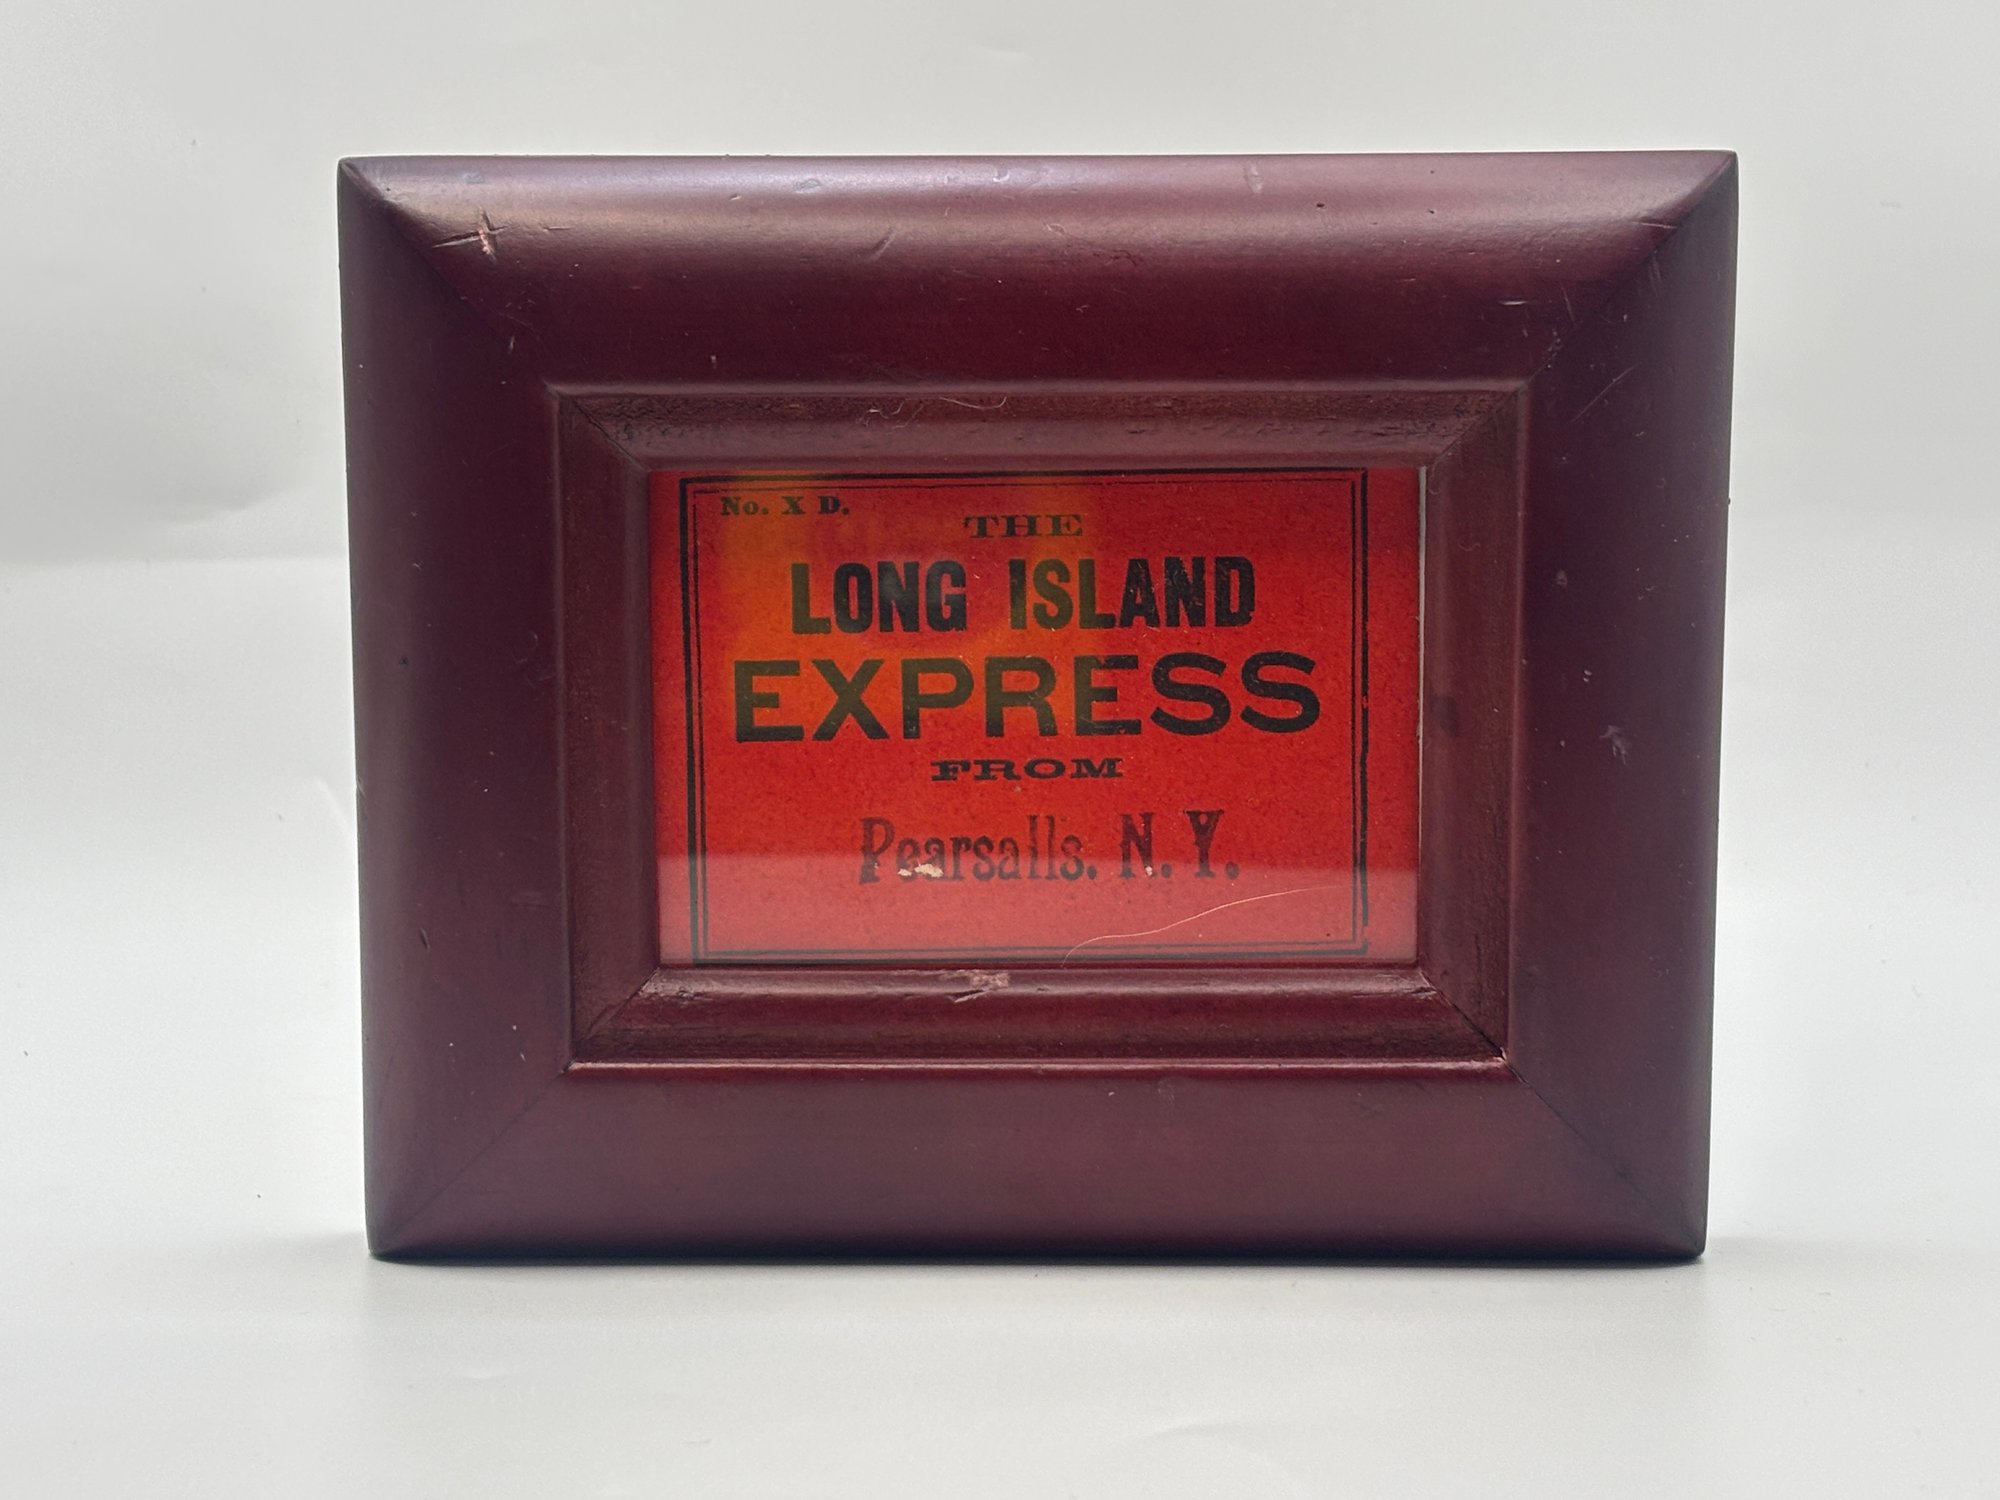 No. X D.
THE
LONG ISLAND
EXPRESS
FROM
Pearsalls. N. Y.